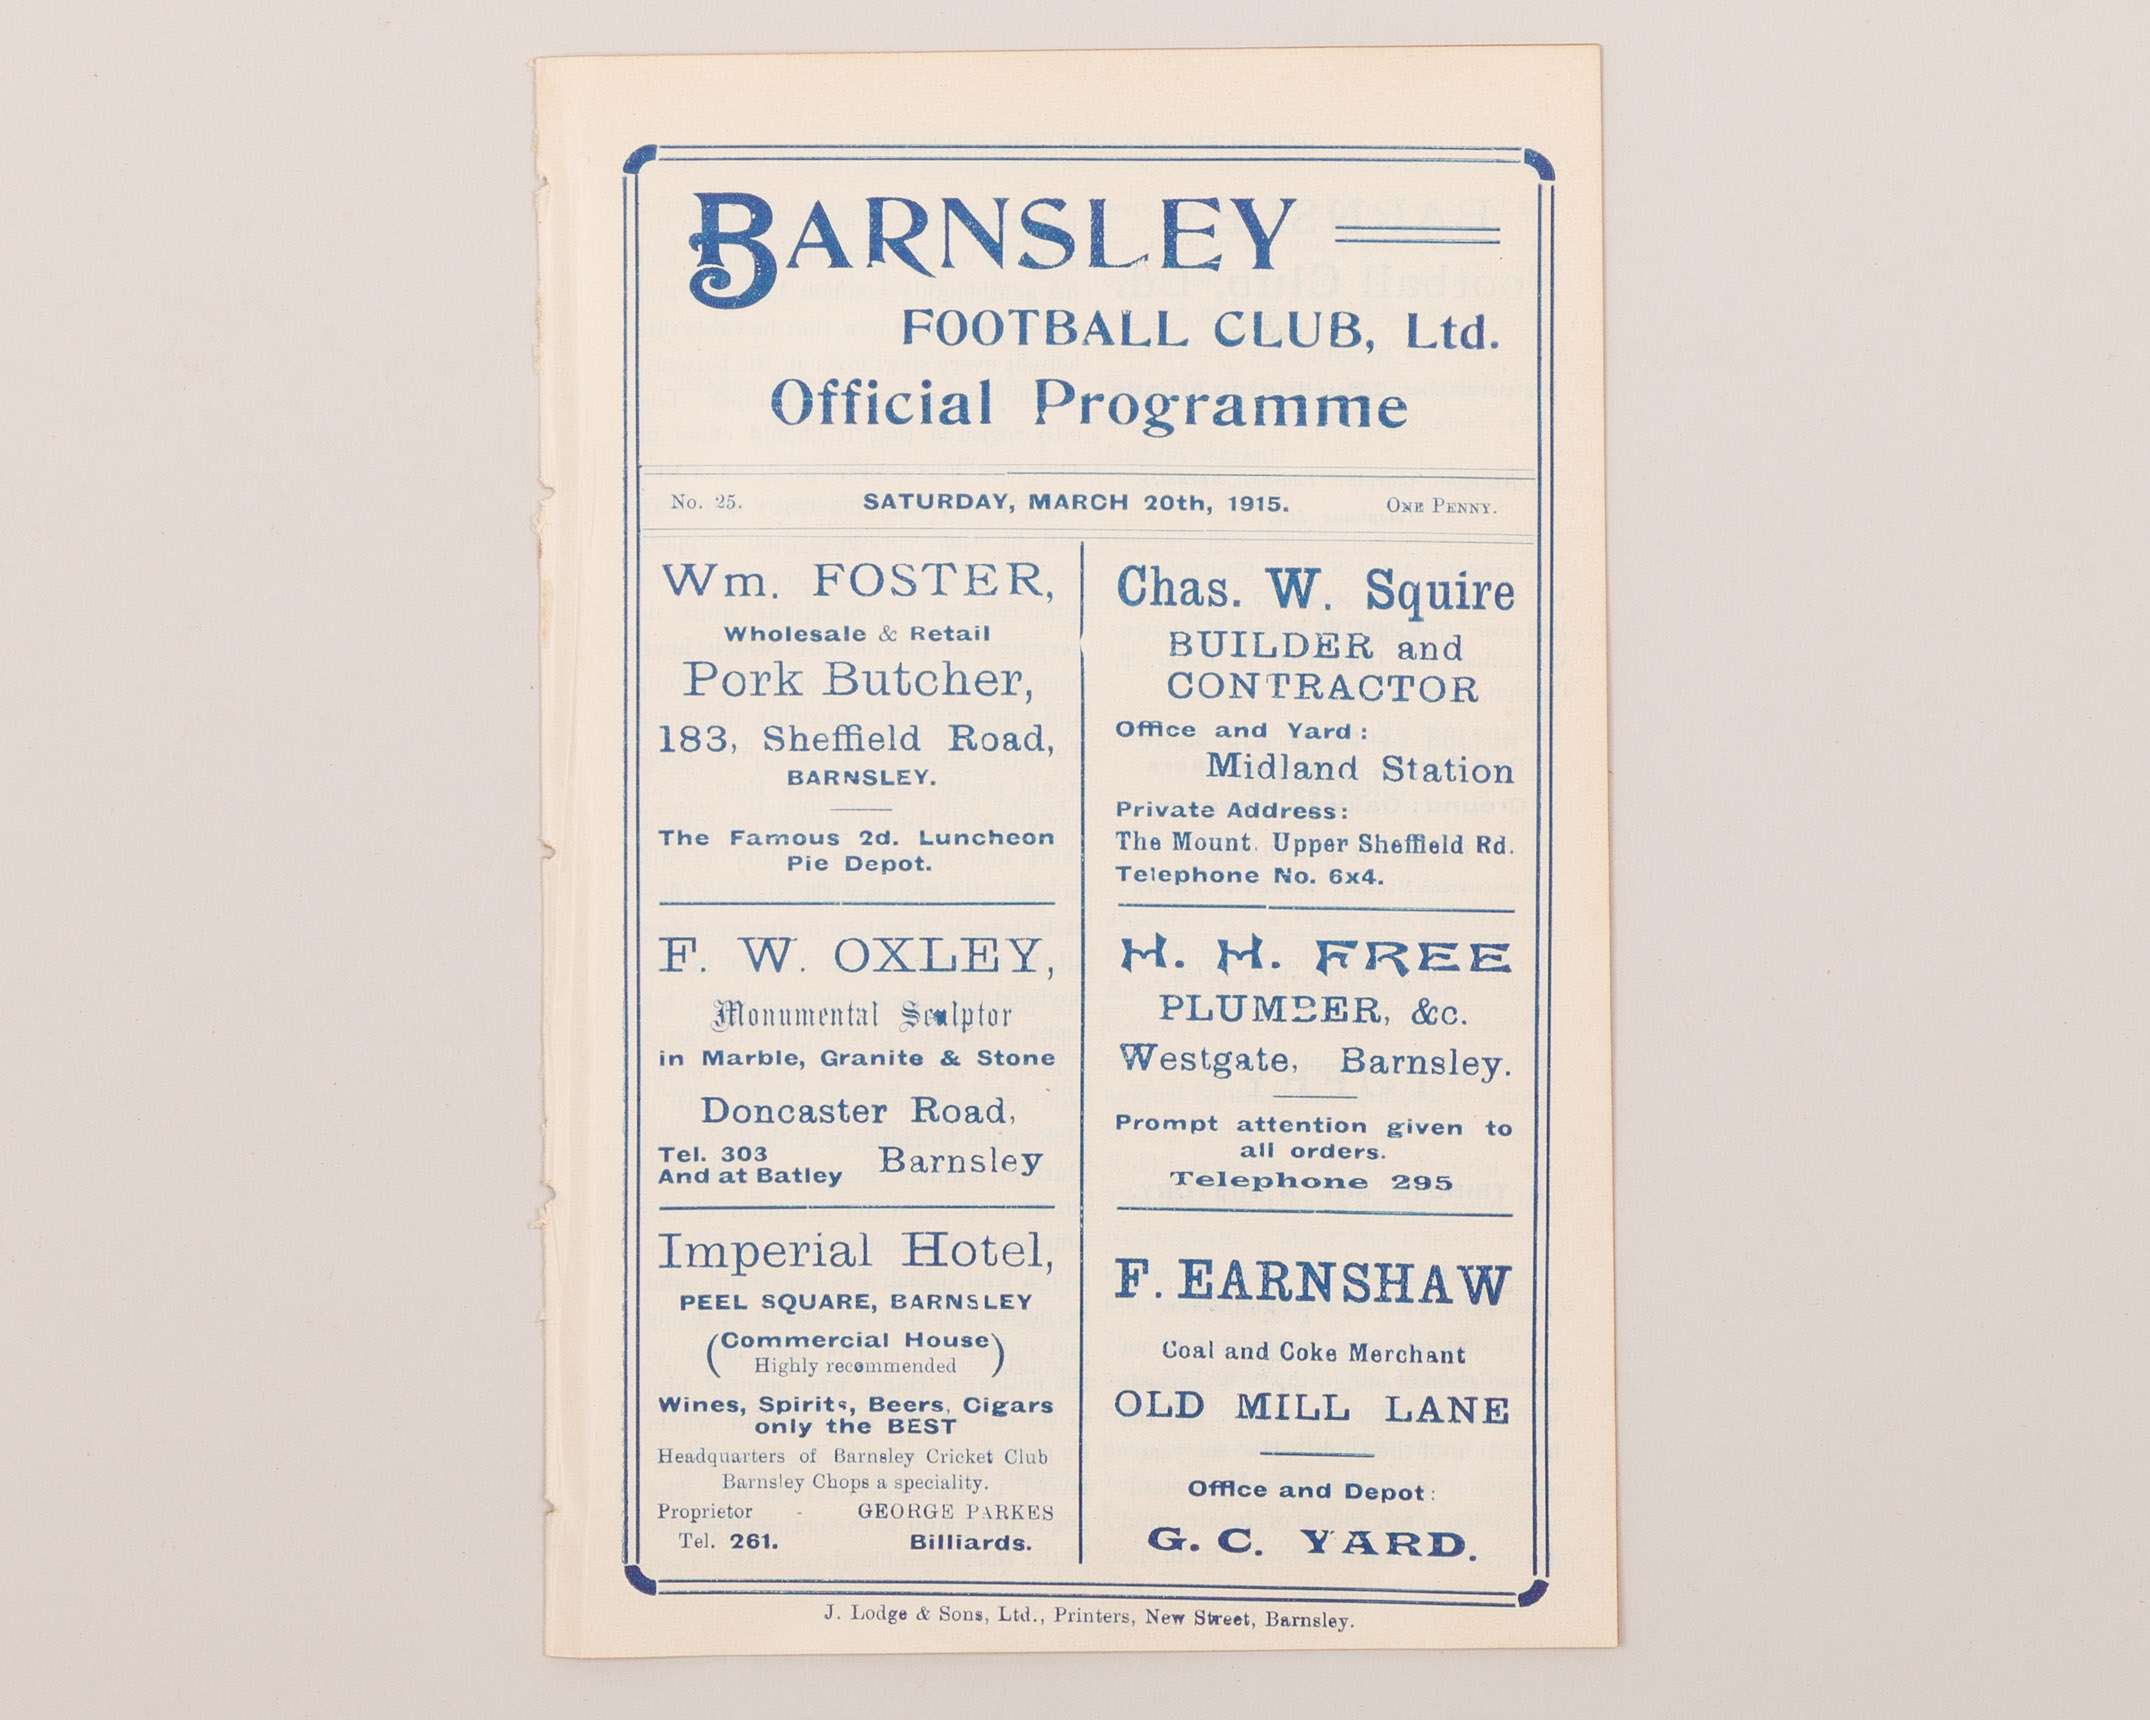 BARNSLEY
FOOTBALL CLUB, Ltd.
Official Programme
No. 25. SATURDAY, MARCH 20th, 1915. ONE PENNY.
Wm. FOSTER,
Wholesale & Retail
Pork Butcher,
183, Sheffield Road,
BARNSLEY.
The Famous 2d. Luncheon
Pie Depot.
F. W. OXLEY,
Monumental Sculptor
in Marble, Granite & Stone
Doncaster Road,
Tel. 303
And at Batley Barnsley
Imperial Hotel,
PEEL SQUARE, BARNSLEY
(Commercial House
Highly recommended)
Wines, Spirits, Beers, Cigars
only the BEST
Headquarters of Barnsley Cricket Club
Barnsley Chops a speciality.
Proprietor - GEORGE PARKES
Tel. 261. Billiards.
Chas. W. Squire
BUILDER and
CONTRACTOR
Office and Yard:
Midland Station
Private Address:
The Mount, Upper Sheffield Rd.
Telephone No. 6x4.
H. H. FREE
PLUMBER, &c.
Westgate, Barnsley.
Prompt attention given to
all orders.
Telephone 295
F. EARNSHAW
Coal and Coke Merchant
OLD MILL LANE
Office and Depot:
G. C. YARD.
J. Lodge & Sons, Ltd., Printers, New Street, Barnsley.